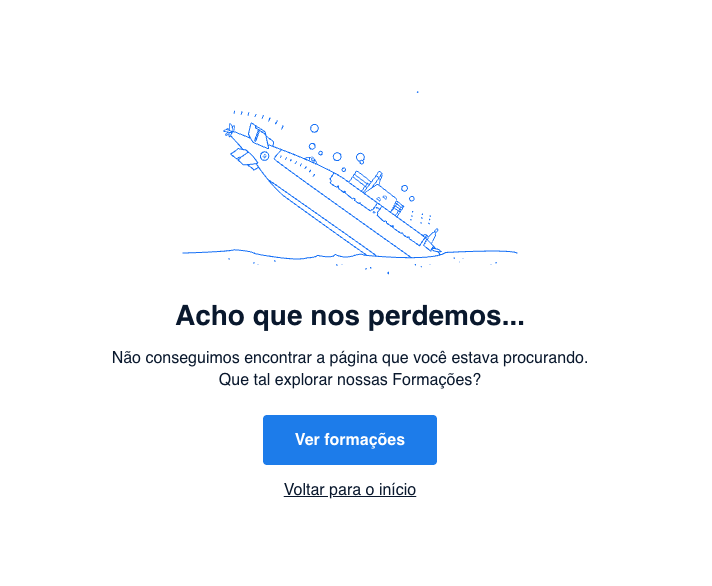 Acho que nos perdemos...
Não conseguimos encontrar a página que você estava procurando.
Que tal explorar nossas Formações?
Ver formações
Voltar para o início